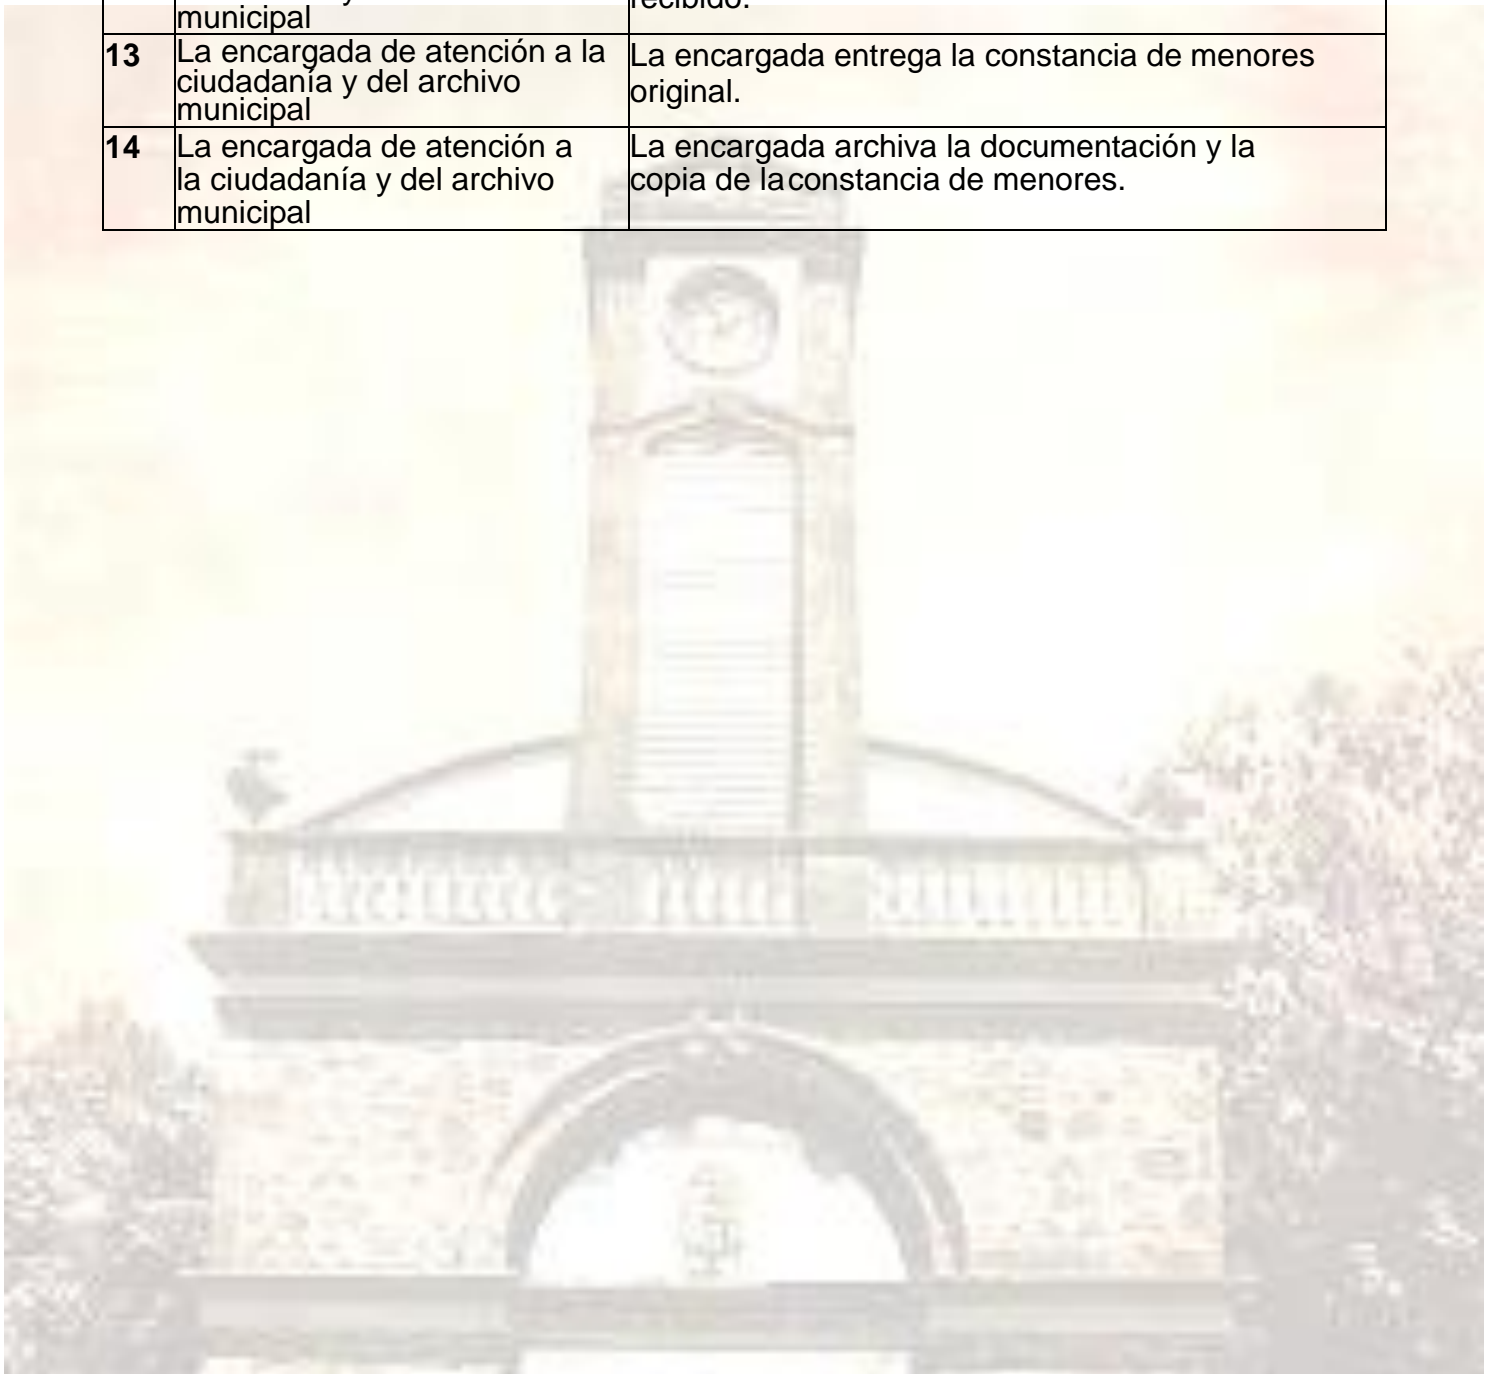 municipal
recibido.
13 La encargada de atención a la
ciudadanía y del archivo
municipal
La encargada entrega la constancia de menores
original.
14 La encargada de atención a
la ciudadanía y del archivo
municipal
La encargada archiva la documentación y la
copia de laconstancia de menores.